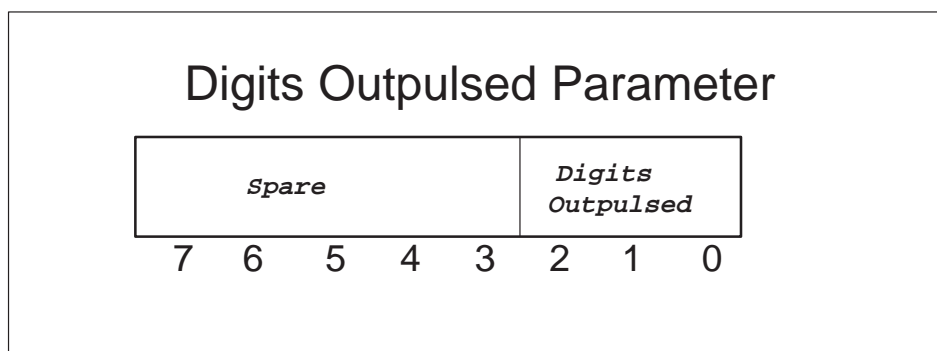 Digits Outpulsed Parameter
Spare
Digits
Outpulsed
7 6 5 4 3 2 1 0